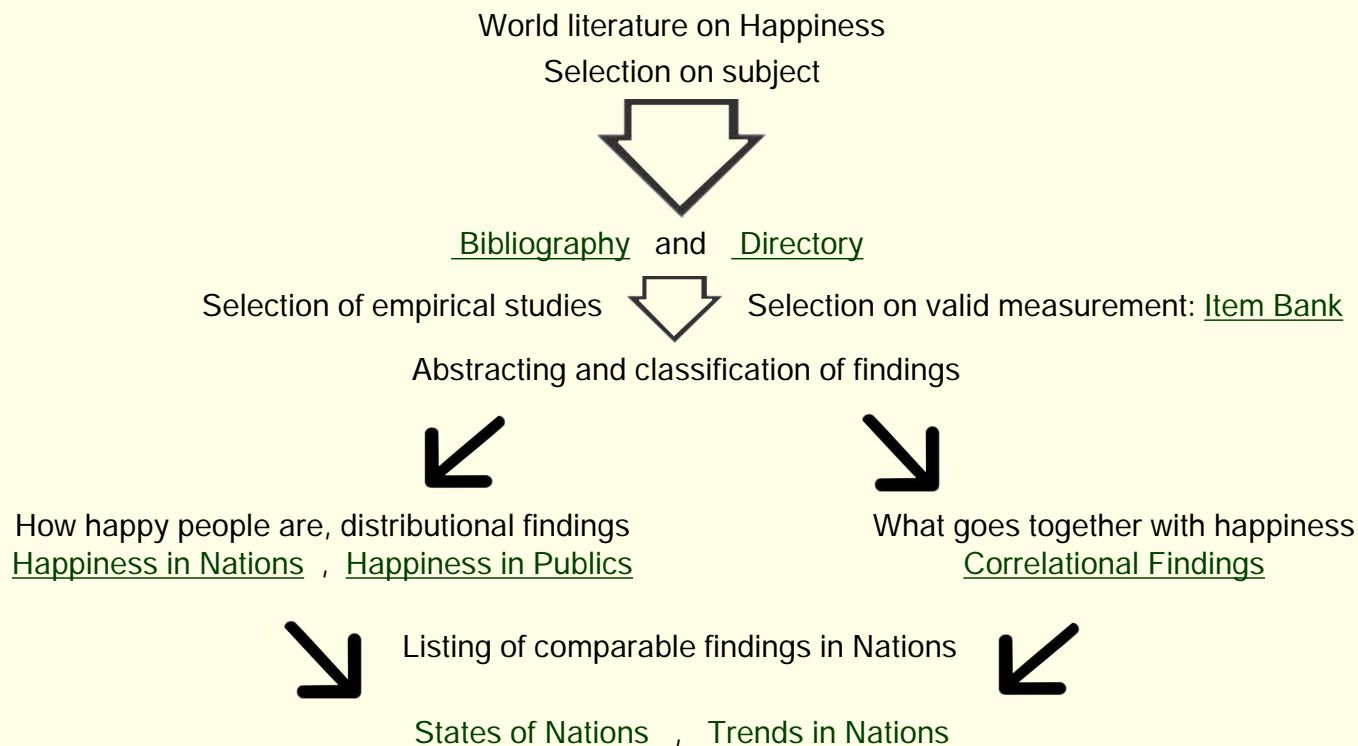 World literature on Happiness
Selection on subject
Bibliography and Directory
Selection of empirical studies Selection on valid measurement: Item Bank
Abstracting and classification of findings
How happy people are, distributional findings What goes together with happiness
Happiness in Nations , Happiness in Publics Correlational Findings
Listing of comparable findings in Nations
States of Nations , Trends in Nations